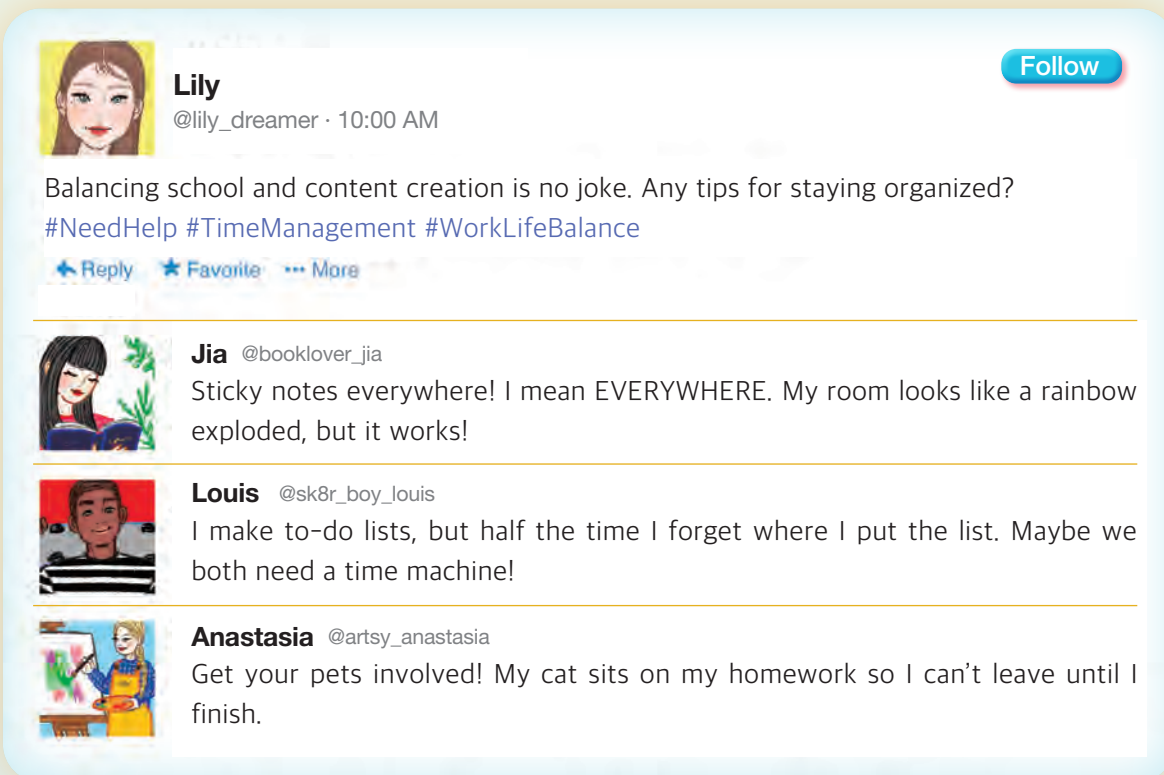 Follow
Lily
@lily_dreamer · 10:00 AM
Balancing school and content creation is no joke. Any tips for staying organized?
#NeedHelp #TimeManagement #WorkLifeBalance
Reply Favorite ••• More
Jia @booklover_jia
Sticky notes everywhere! I mean EVERYWHERE. My room looks like a rainbow
exploded, but it works!
Louis @sk8r_boy_louis
I make to-do lists, but half the time I forget where I put the list. Maybe we
both need a time machine!
Anastasia @artsy_anastasia
Get your pets involved! My cat sits on my homework so I can't leave until I
finish.